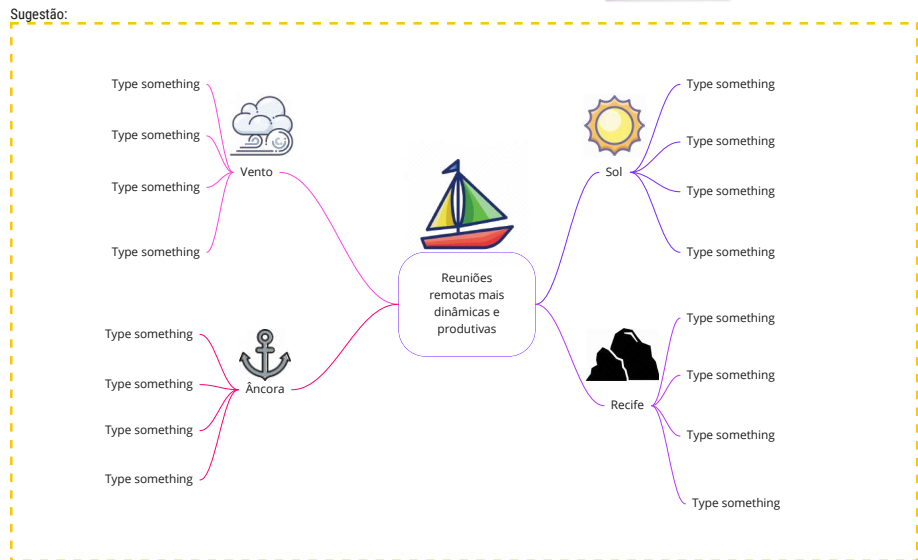 Sugestão:
Type something
Type something
Type something
Type something
Vento
Type something
Type something
Type something
Type something
Sol
Reuniões
remotas mais
dinâmicas e
produtivas
Type something
Type something
Type something
Type something
Âncora
Type something
Type something
Type something
Type something
Recife